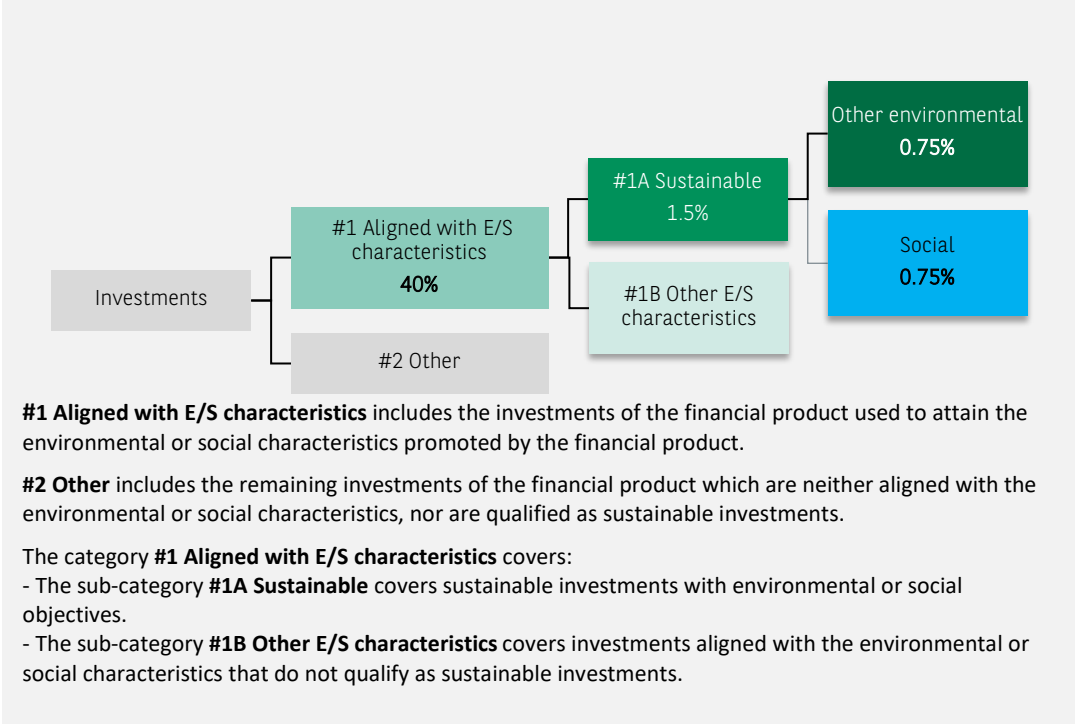 Other environmental
0.75%
#1A Sustainable
1.5%
#1 Aligned with E/S
characteristics
40%
Social
0.75%
Investments
#1B Other E/S
characteristics
#2 Other
#1 Aligned with E/S characteristics includes the investments of the financial product used to attain the
environmental or social characteristics promoted by the financial product.
#2 Other includes the remaining investments of the financial product which are neither aligned with the
environmental or social characteristics, nor are qualified as sustainable investments.
The category #1 Aligned with E/S characteristics covers:
- The sub-category #1A Sustainable covers sustainable investments with environmental or social
objectives.
- The sub-category #1B Other E/S characteristics covers investments aligned with the environmental or
social characteristics that do not qualify as sustainable investments.